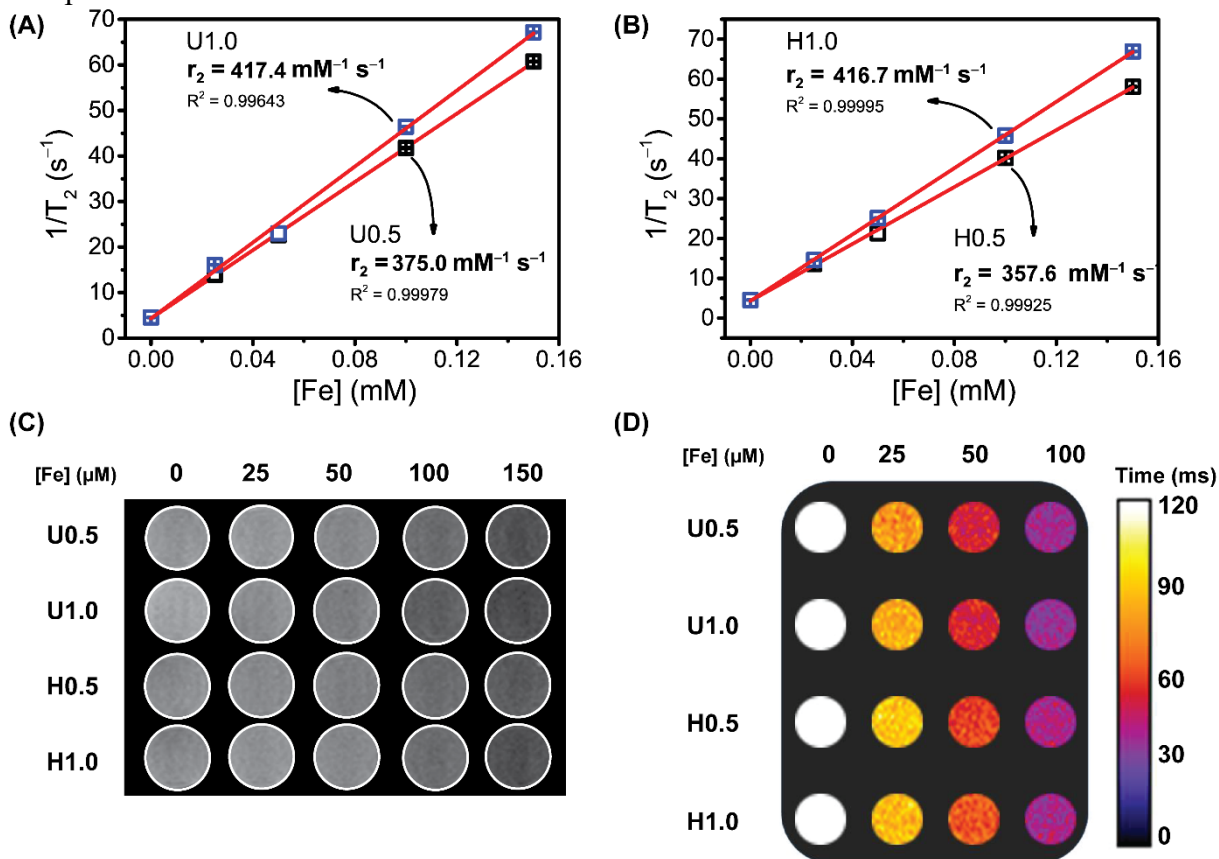 (A)
70
60
50
40
30
20
10
0
1/T₂ (s⁻¹)
U1.0
r₂ = 417.4 mM⁻¹ s⁻¹
R² = 0.99643
U0.5
r₂ = 375.0 mM⁻¹ s⁻¹
R² = 0.99979
0.00 0.04 0.08 0.12 0.16
[Fe] (mM)
(B)
70
60
50
40
30
20
10
0
1/T₂ (s⁻¹)
H1.0
r₂ = 416.7 mM⁻¹ s⁻¹
R² = 0.99995
H0.5
r₂ = 357.6 mM⁻¹ s⁻¹
R² = 0.99925
0.00 0.04 0.08 0.12 0.16
[Fe] (mM)
(C)
[Fe] (µM) 0 25 50 100 150
U0.5
U1.0
H0.5
H1.0
(D)
[Fe] (µM) 0 25 50 100
Time (ms)
U0.5
U1.0
H0.5
H1.0
120
90
60
30
0